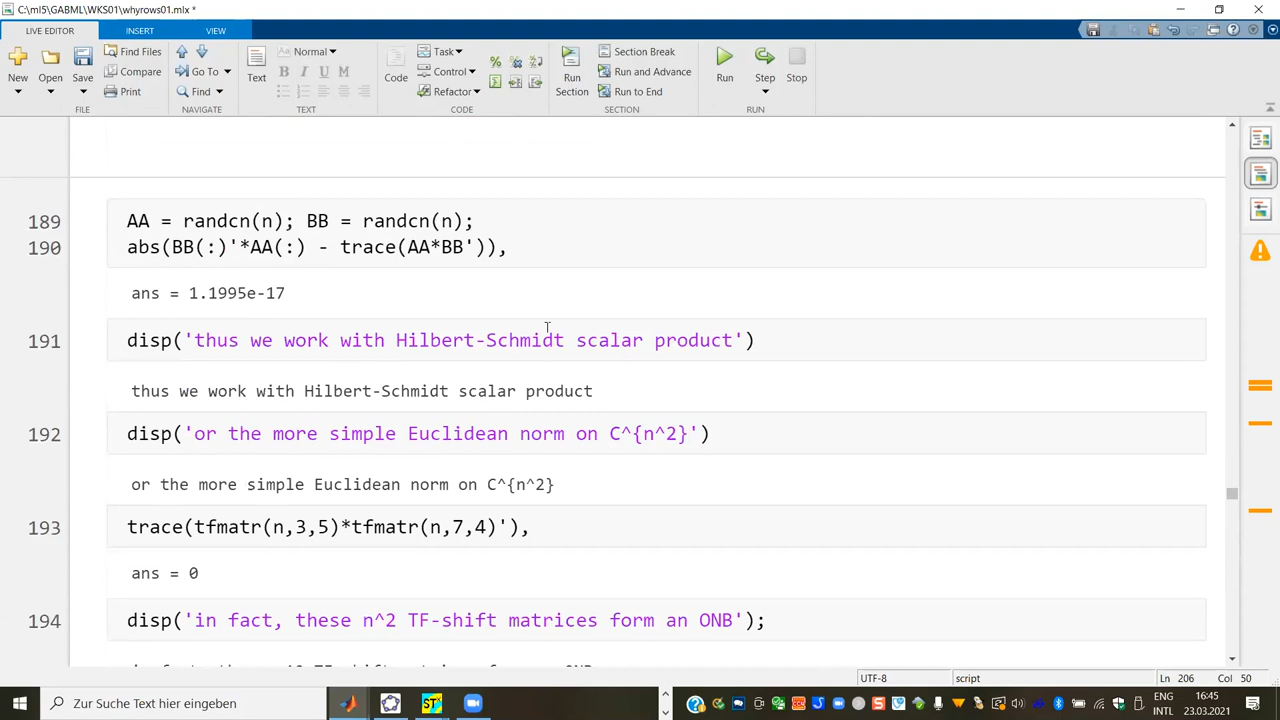 C:\ml5\GABML\WKS01\whyrows01.mlx *
LIVE EDITOR INSERT VIEW
New Open Save Find Files Compare Print Go To Find Text Normal B I U M Code Task Control Refactor Run Section Section Break Run and Advance Run to End Run Step Stop
FILE NAVIGATE TEXT CODE SECTION RUN
189 AA = randcn(n); BB = randcn(n);
190 abs(BB(:)'*AA(:) - trace(AA*BB')),
ans = 1.1995e-17
191 disp('thus we work with Hilbert-Schmidt scalar product')
thus we work with Hilbert-Schmidt scalar product
192 disp('or the more simple Euclidean norm on C^{n^2}')
or the more simple Euclidean norm on C^{n^2}
193 trace(tfmatr(n,3,5)*tfmatr(n,7,4)'),
ans = 0
194 disp('in fact, these n^2 TF-shift matrices form an ONB');
UTF-8 script Ln 206 Col 50
Zur Suche Text hier eingeben
ENG 16:45
INTL 23.03.2021